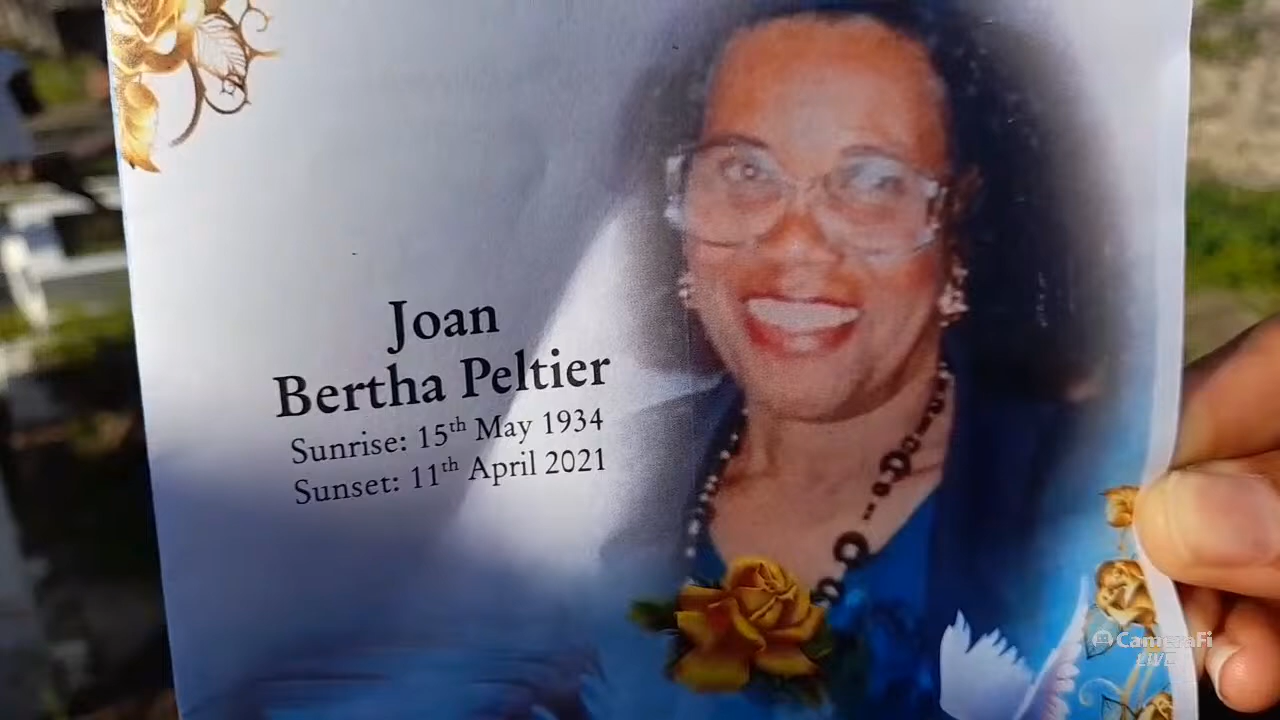 Joan
Bertha Peltier
Sunrise: 15th May 1934
Sunset: 11th April 2021
CameraFi
LIVE